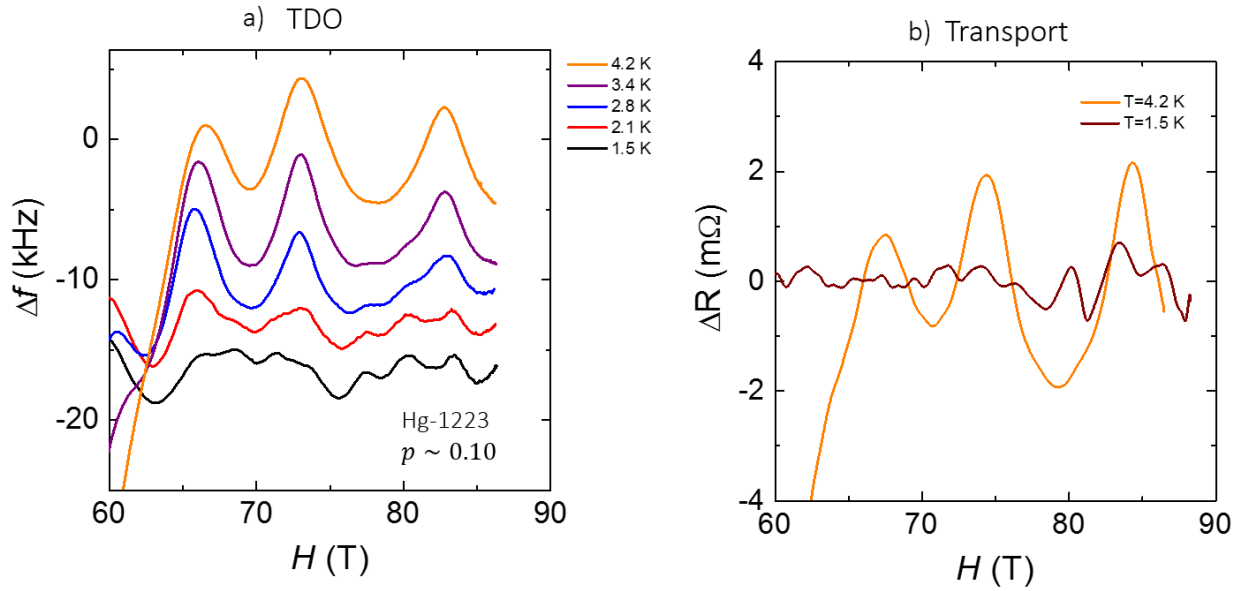 a) TDO
4.2 K
3.4 K
2.8 K
2.1 K
1.5 K
0
-10
-20
Δf (kHz)
Hg-1223
p ~ 0.10
60 70 80 90
H (T)
b) Transport
T=4.2 K
T=1.5 K
4
2
0
-2
-4
ΔR (mΩ)
60 70 80 90
H (T)